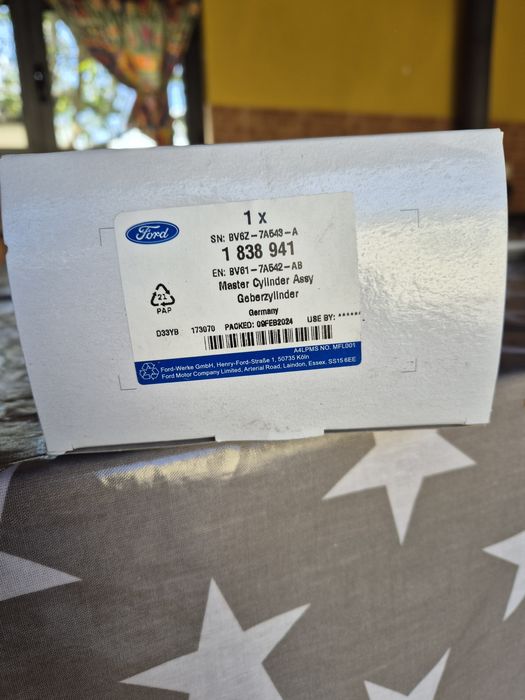 Ford
1 x
SN: BV6Z-7A543-A
1 838 941
EN: BV61-7A542-AB
Master Cylinder Assy
Geberzylinder
Germany
21
PAP
D33YB 173070 PACKED: 09FEB2024 USE BY: ******
A4LPMS NO. MFL001
Ford-Werke GmbH, Henry-Ford-Straße 1, 50735 Köln
Ford Motor Company Limited, Arterial Road, Laindon, Essex. SS15 6EE